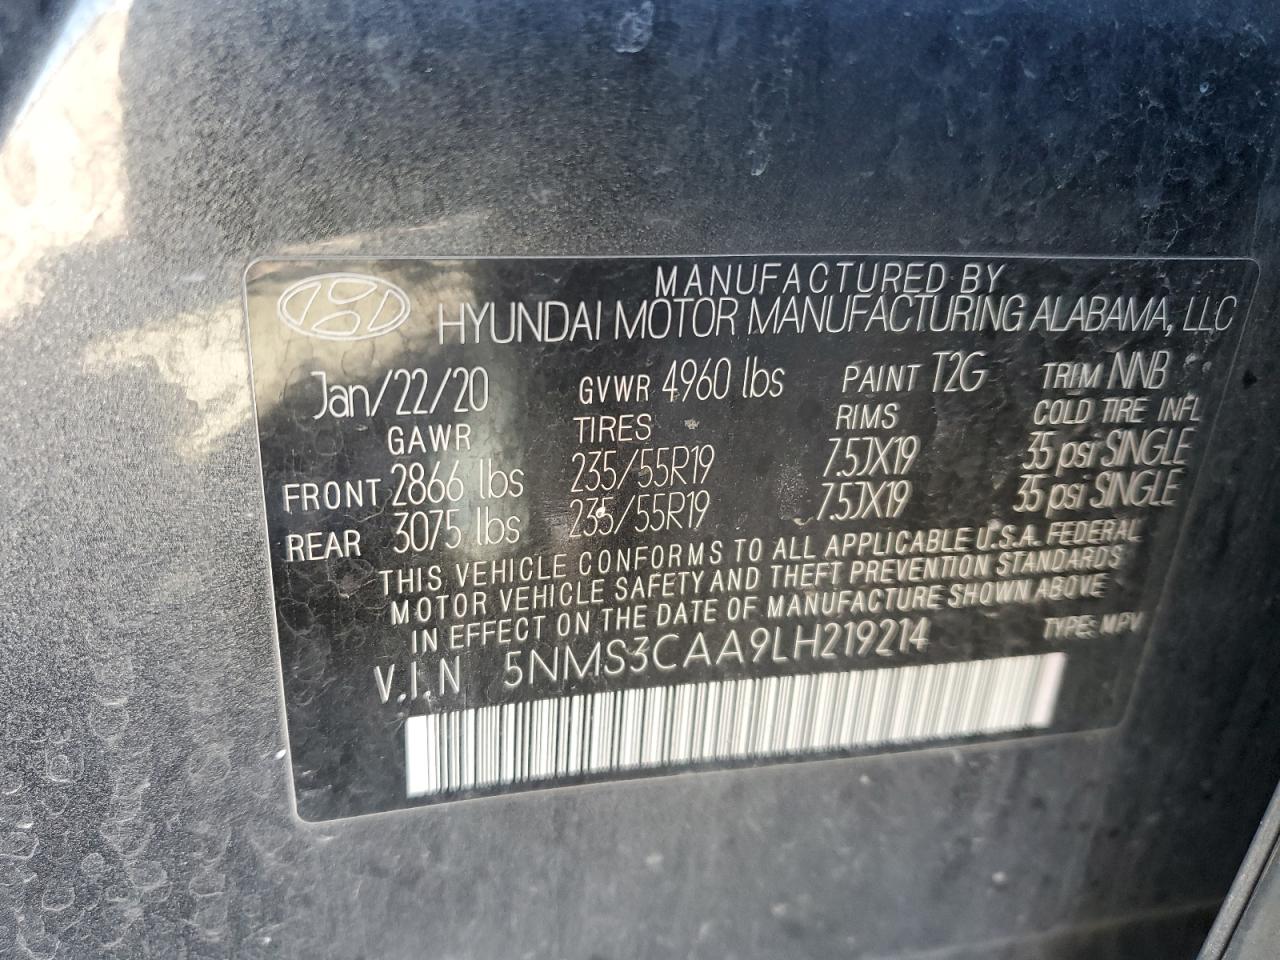 MANUFACTURED BY
HYUNDAI MOTOR MANUFACTURING ALABAMA, LLC
Jan/22/20 GVWR 4960 lbs PAINT T2G TRIM NNB
GAWR TIRES RIMS COLD TIRE INFL
FRONT 2866 lbs 235/55R19 7.5JX19 35 psi SINGLE
REAR 3075 lbs 235/55R19 7.5JX19 35 psi SINGLE
THIS VEHICLE CONFORMS TO ALL APPLICABLE U.S.A. FEDERAL
MOTOR VEHICLE SAFETY AND THEFT PREVENTION STANDARDS
IN EFFECT ON THE DATE OF MANUFACTURE SHOWN ABOVE
V.I.N 5NMS3CAA9LH219214 TYPE: MPV